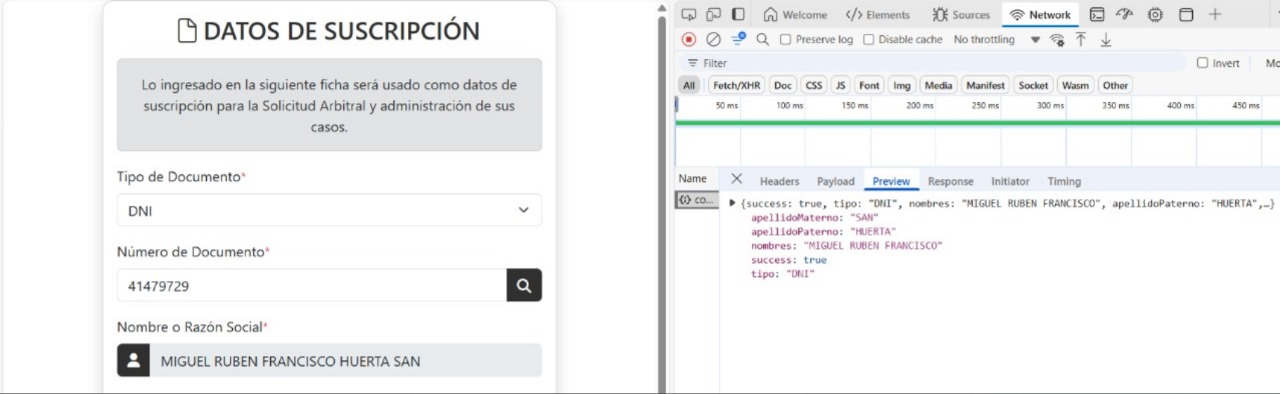 DATOS DE SUSCRIPCIÓN
Lo ingresado en la siguiente ficha será usado como datos de
suscripción para la Solicitud Arbitral y administración de sus
casos.
Tipo de Documento*
DNI
Número de Documento*
41479729
Nombre o Razón Social*
MIGUEL RUBEN FRANCISCO HUERTA SAN
Welcome Elements Sources Network
Preserve log Disable cache No throttling
Filter Invert Mo
All Fetch/XHR Doc CSS JS Font Img Media Manifest Socket Wasm Other
50 ms 100 ms 150 ms 200 ms 250 ms 300 ms 350 ms 400 ms 450 ms
Name Headers Payload Preview Response Initiator Timing
co...
{success: true, tipo: "DNI", nombres: "MIGUEL RUBEN FRANCISCO", apellidoPaterno: "HUERTA",…}
apellidoMaterno: "SAN"
apellidoPaterno: "HUERTA"
nombres: "MIGUEL RUBEN FRANCISCO"
success: true
tipo: "DNI"